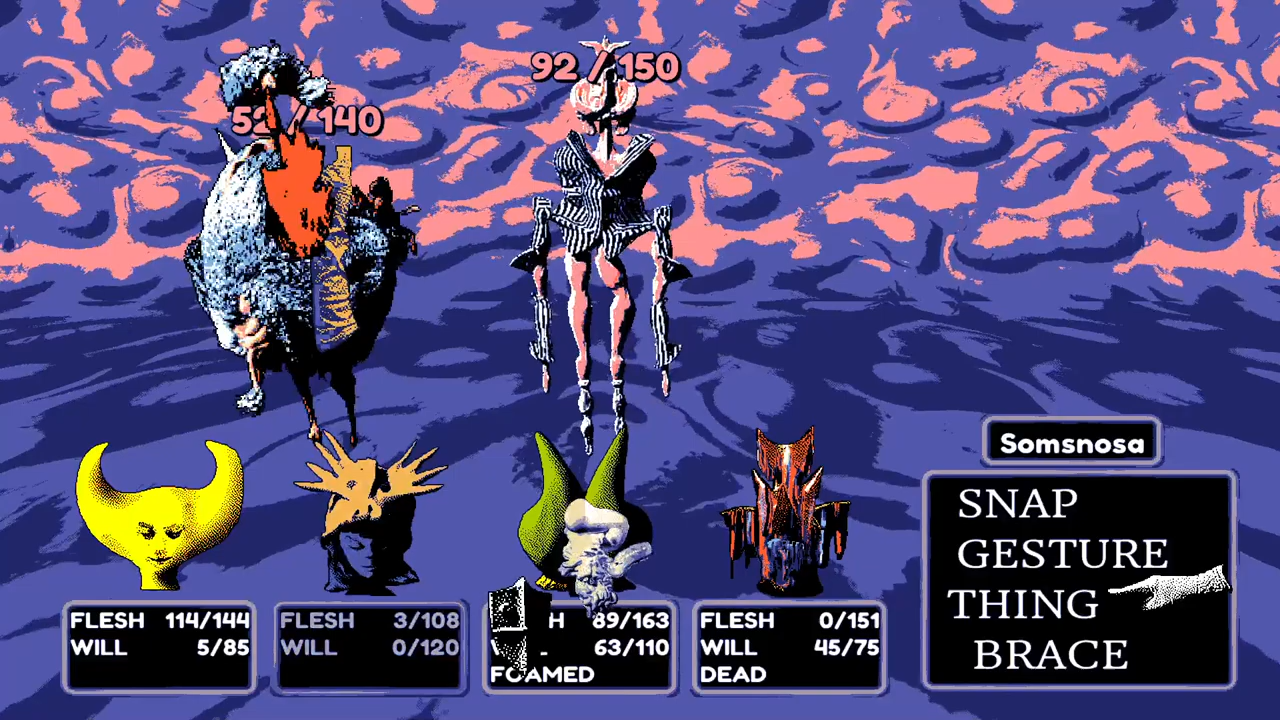 92 / 150
52 / 140
Somsnosa
SNAP
GESTURE
THING
BRACE
FLESH 114/144
WILL 5/85
FLESH 3/108
WILL 0/120
H 89/163
63/110
FOAMED
FLESH 0/151
WILL 45/75
DEAD